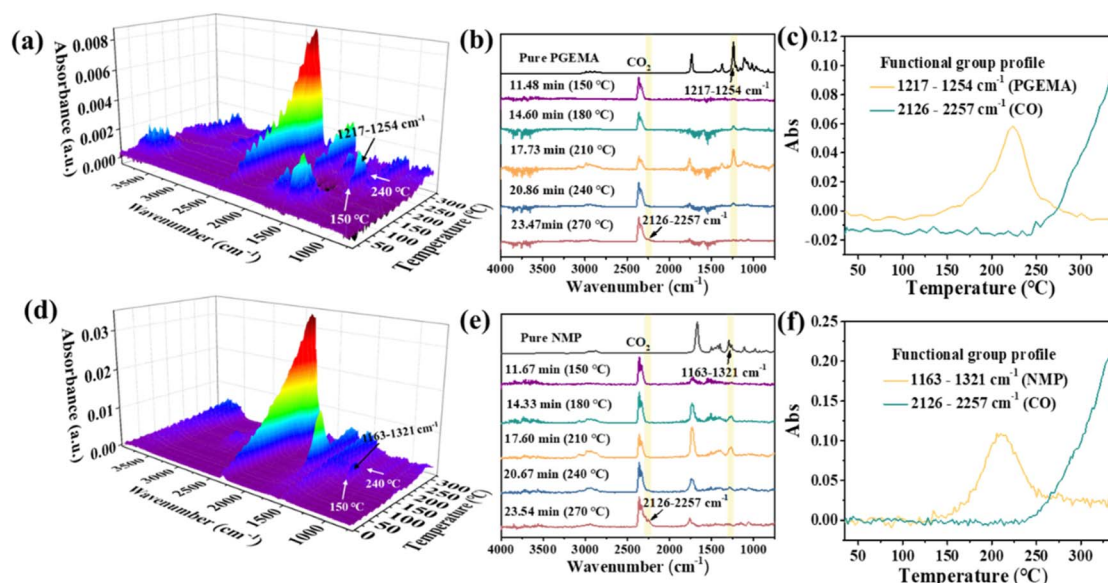 (a)
Absorbance (a.u.)
0.008
0.006
0.004
0.002
0.000
1217-1254 cm⁻¹
240 °C
150 °C
3500
3000
2500
2000
1500
1000
Wavenumber (cm⁻¹)
300
250
200
150
100
50
Temperature (°C)
(b)
Pure PGEMA
CO₂
1217-1254 cm⁻¹
11.48 min (150 °C)
14.60 min (180 °C)
17.73 min (210 °C)
20.86 min (240 °C)
2126-2257 cm⁻¹
23.47min (270 °C)
4000 3500 3000 2500 2000 1500 1000
Wavenumber (cm⁻¹)
(c)
Abs
0.12
0.10
0.08
0.06
0.04
0.02
0.00
-0.02
Functional group profile
1217 - 1254 cm⁻¹ (PGEMA)
2126 - 2257 cm⁻¹ (CO)
50 100 150 200 250 300
Temperature (°C)
(d)
Absorbance (a.u.)
0.03
0.02
0.01
0.00
1163-1321 cm⁻¹
240 °C
150 °C
3500
3000
2500
2000
1500
1000
Wavenumber (cm⁻¹)
300
250
200
150
100
50
0
Temperature (°C)
(e)
Pure NMP
CO₂
1163-1321 cm⁻¹
11.67 min (150 °C)
14.33 min (180 °C)
17.60 min (210 °C)
20.67 min (240 °C)
2126-2257 cm⁻¹
23.54 min (270 °C)
4000 3500 3000 2500 2000 1500 1000
Wavenumber (cm⁻¹)
(f)
Abs
0.25
0.20
0.15
0.10
0.05
0.00
Functional group profile
1163 - 1321 cm⁻¹ (NMP)
2126 - 2257 cm⁻¹ (CO)
50 100 150 200 250 300
Temperature (°C)